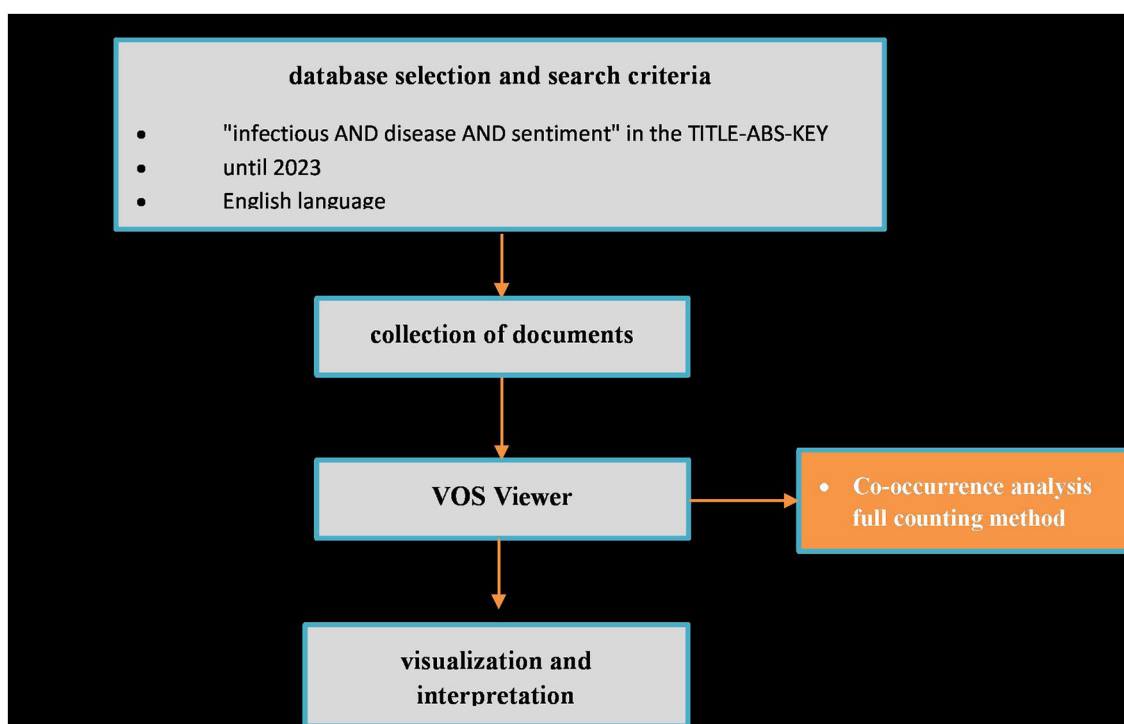 database selection and search criteria
• "infectious AND disease AND sentiment" in the TITLE-ABS-KEY
• until 2023
• English language
collection of documents
VOS Viewer
• Co-occurrence analysis
full counting method
visualization and
interpretation